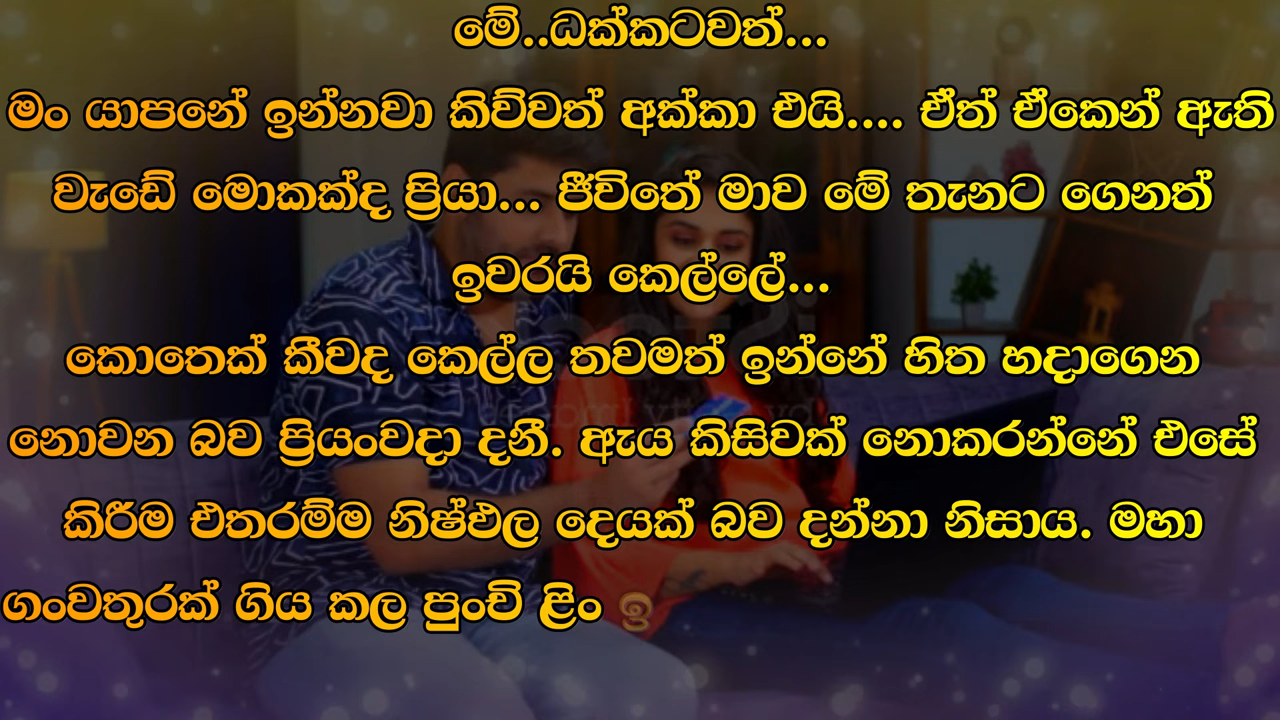 මේ..ධක්කටවත්...
මං යාපනේ ඉන්නවා කිව්වත් අක්කා එයි.... ඒත් ඒකෙන් ඇති
වැඩේ මොකක්ද ප්‍රියා... ජීවිතේ මාව මේ තැනට ගෙනත්
ඉවරයි කෙල්ලේ...
කොතෙක් කීවද කෙල්ල තවමත් ඉන්නේ හිත හදාගෙන
නොවන බව ප්‍රියංවදා දනී. ඇය කිසිවක් නොකරන්නේ එසේ
කිරීම එතරම්ම නිෂ්ඵල දෙයක් බව දන්නා නිසාය. මහා
ගංවතුරක් ගිය කල පුංචි ළිං ඉ